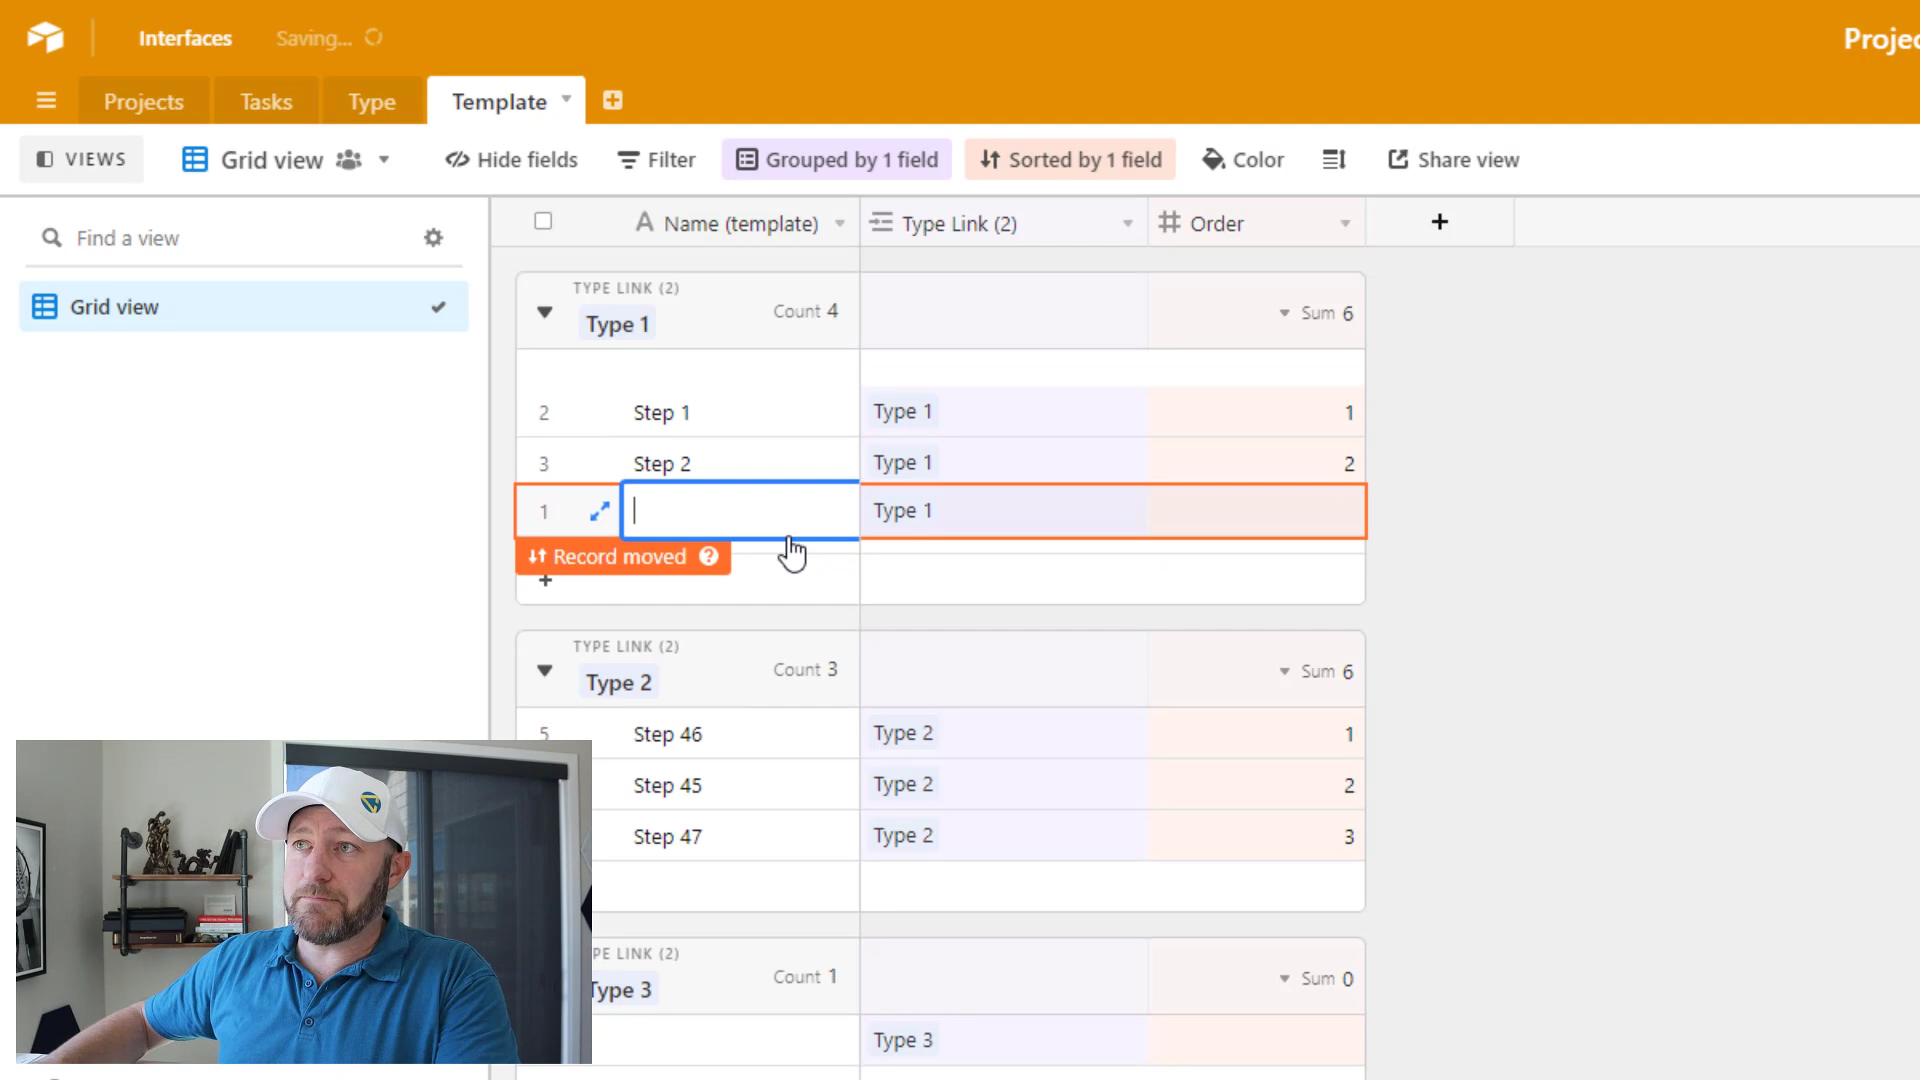 Interfaces
Saving...
Projec
Projects
Tasks
Type
Template
VIEWS
Grid view
Hide fields
Filter
Grouped by 1 field
Sorted by 1 field
Color
Share view
Find a view
Grid view
Name (template)
Type Link (2)
Order
TYPE LINK (2)
Type 1
Count 4
Sum 6
2 Step 1 Type 1 1
3 Step 2 Type 1 2
1 Type 1
Record moved
TYPE LINK (2)
Type 2
Count 3
Sum 6
5 Step 46 Type 2 1
Step 45 Type 2 2
Step 47 Type 2 3
PE LINK (2)
Type 3
Count 1
Sum 0
Type 3